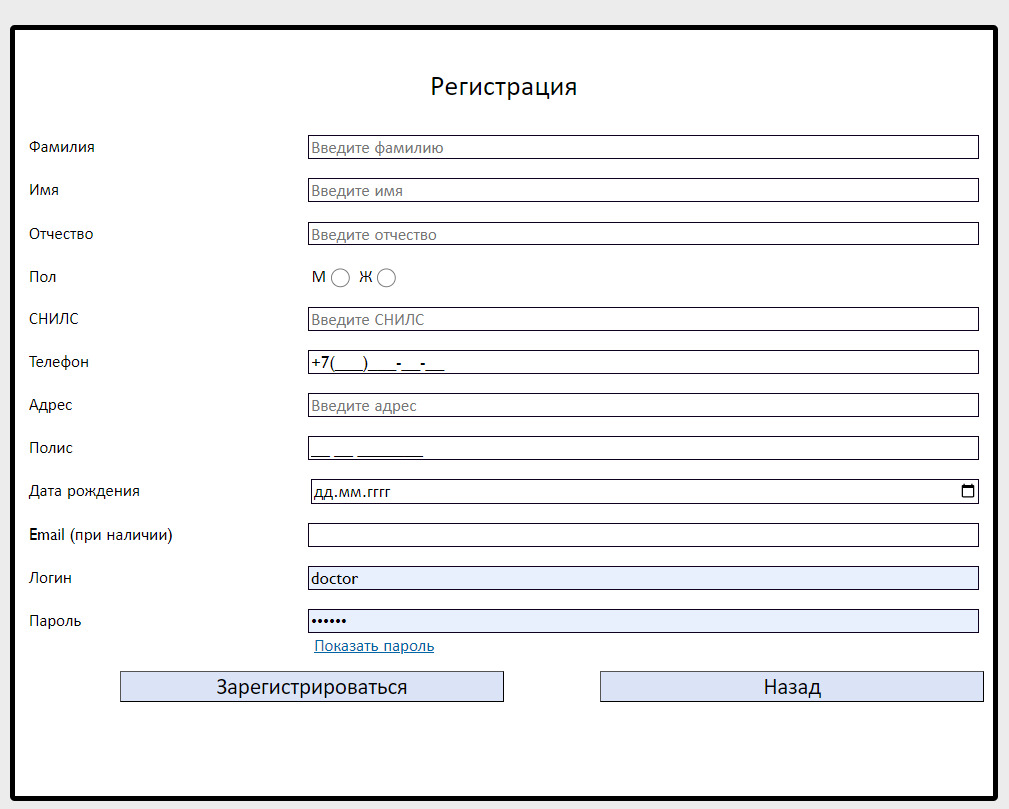 Регистрация
Фамилия Введите фамилию
Имя Введите имя
Отчество Введите отчество
Пол М Ж
СНИЛС Введите СНИЛС
Телефон +7(___)___-__-__
Адрес Введите адрес
Полис __ __ _______
Дата рождения дд.мм.гггг
Email (при наличии)
Логин doctor
Пароль ••••••
Показать пароль
Зарегистрироваться Назад